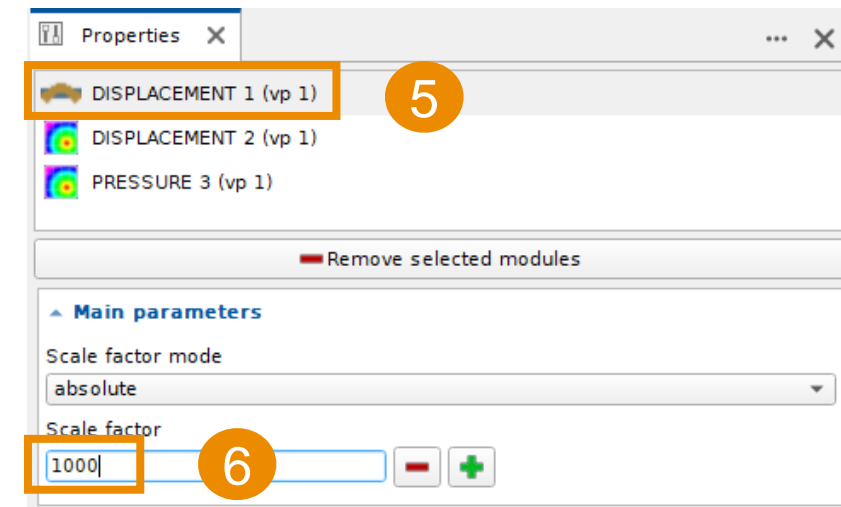 Properties
DISPLACEMENT 1 (vp 1)
5
DISPLACEMENT 2 (vp 1)
PRESSURE 3 (vp 1)
Remove selected modules
Main parameters
Scale factor mode
absolute
Scale factor
1000
6